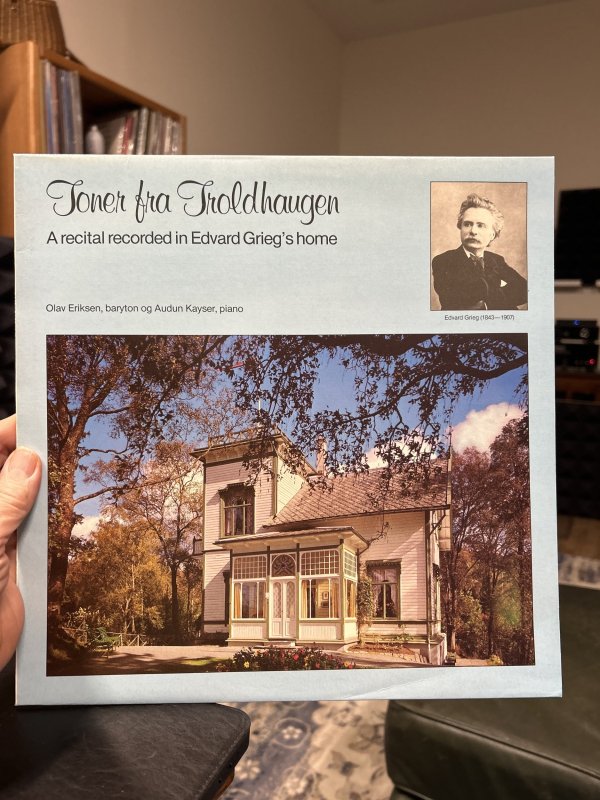 Toner fra Troldhaugen
A recital recorded in Edvard Grieg's home
Olav Eriksen, baryton og Audun Kayser, piano
Edvard Grieg (1843—1907)